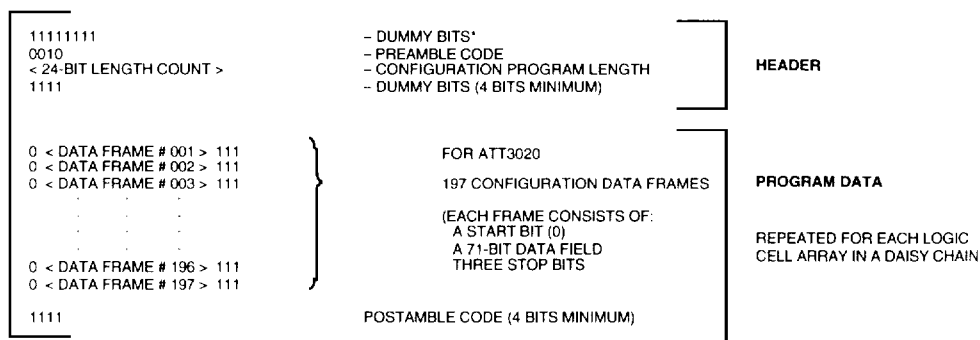 11111111 – DUMMY BITS*
0010 – PREAMBLE CODE
< 24-BIT LENGTH COUNT > – CONFIGURATION PROGRAM LENGTH
1111 – DUMMY BITS (4 BITS MINIMUM)
HEADER
0 < DATA FRAME # 001 > 111
0 < DATA FRAME # 002 > 111
0 < DATA FRAME # 003 > 111
. . .
. . .
. . .
0 < DATA FRAME # 196 > 111
0 < DATA FRAME # 197 > 111
FOR ATT3020
197 CONFIGURATION DATA FRAMES
(EACH FRAME CONSISTS OF:
A START BIT (0)
A 71-BIT DATA FIELD
THREE STOP BITS
PROGRAM DATA
REPEATED FOR EACH LOGIC
CELL ARRAY IN A DAISY CHAIN
1111 POSTAMBLE CODE (4 BITS MINIMUM)